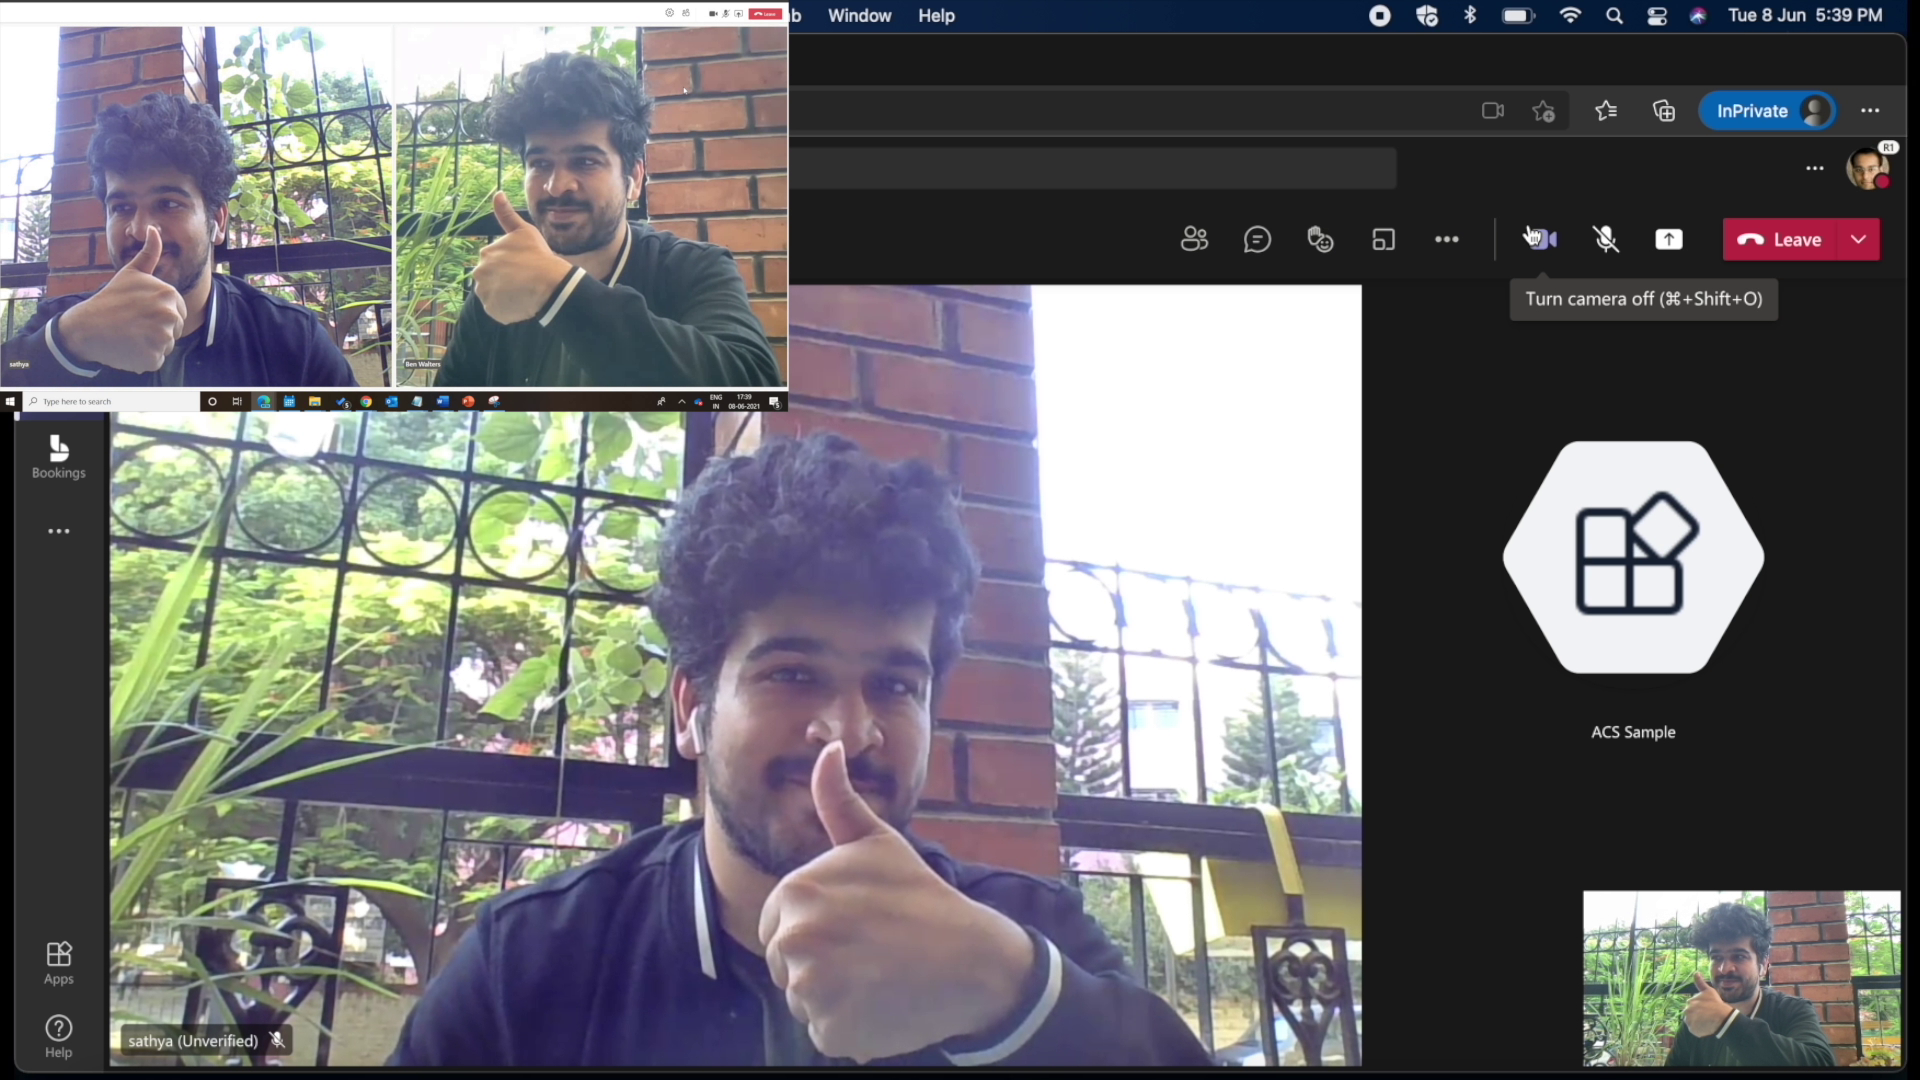 Leave
ab Window Help
Tue 8 Jun 5:39 PM
InPrivate
R1
Leave
Turn camera off (⌘+Shift+O)
sathya
Ben Walters
Type here to search
ENG
IN
17:39
08-06-2021
Bookings
ACS Sample
Apps
Help
sathya (Unverified)